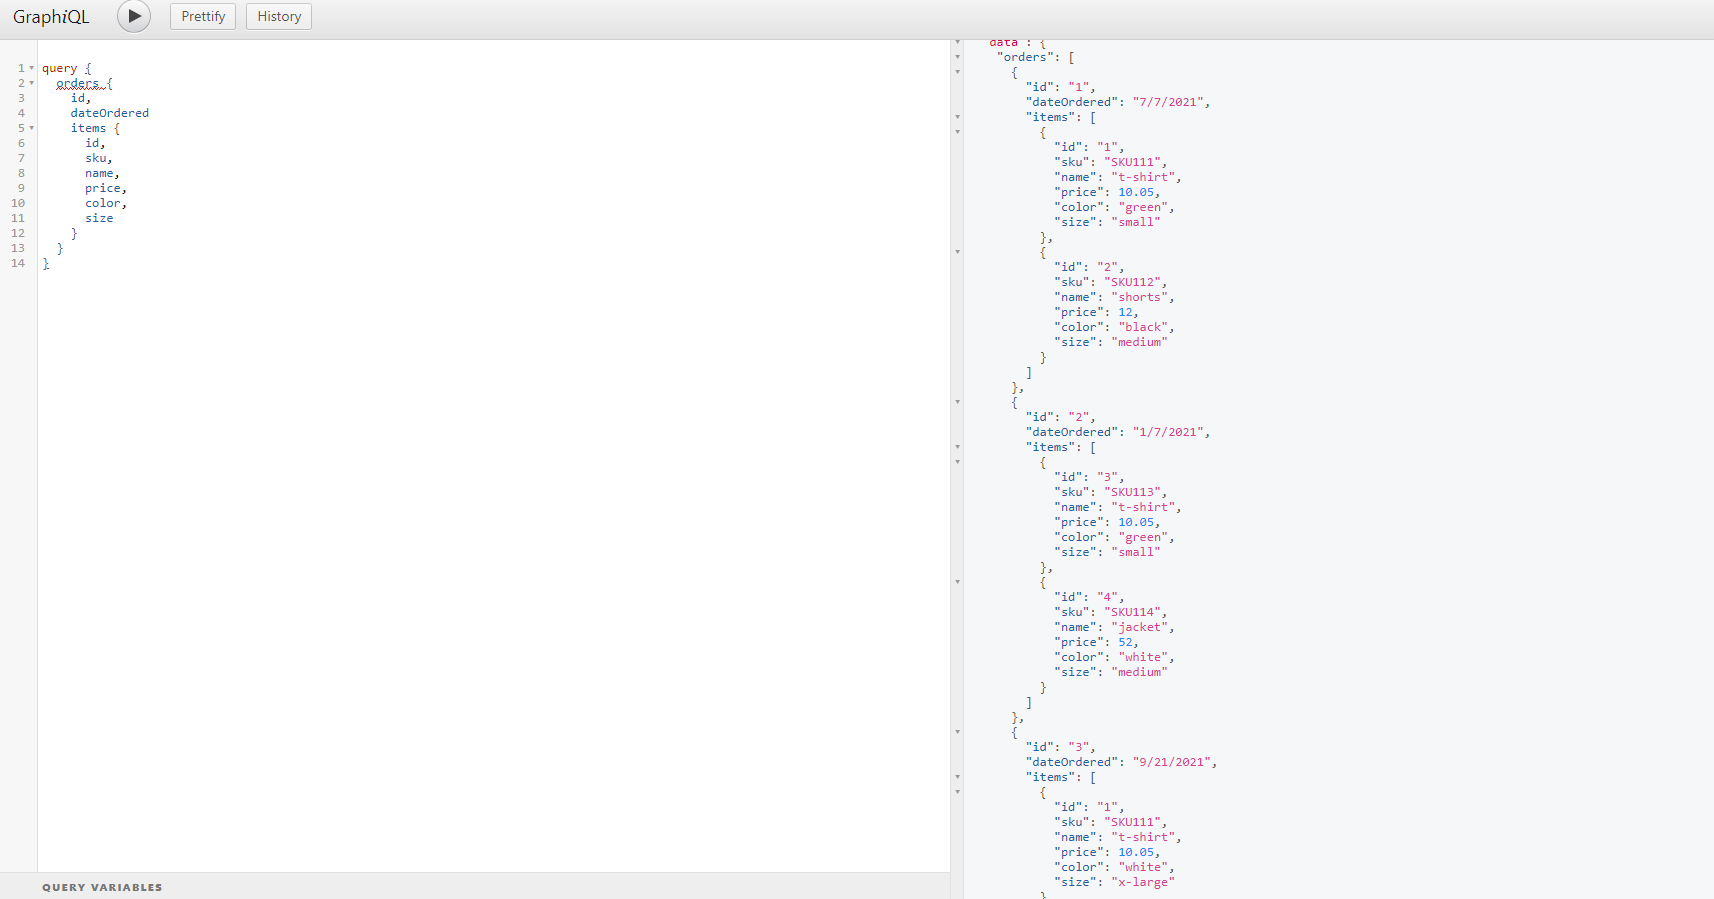 GraphiQL
Prettify
History
1 query {
2 orders {
3 id,
4 dateOrdered
5 items {
6 id,
7 sku,
8 name,
9 price,
10 color,
11 size
12 }
13 }
14 }
QUERY VARIABLES
data": {
"orders": [
{
"id": "1",
"dateOrdered": "7/7/2021",
"items": [
{
"id": "1",
"sku": "SKU111",
"name": "t-shirt",
"price": 10.05,
"color": "green",
"size": "small"
},
{
"id": "2",
"sku": "SKU112",
"name": "shorts",
"price": 12,
"color": "black",
"size": "medium"
}
]
},
{
"id": "2",
"dateOrdered": "1/7/2021",
"items": [
{
"id": "3",
"sku": "SKU113",
"name": "t-shirt",
"price": 10.05,
"color": "green",
"size": "small"
},
{
"id": "4",
"sku": "SKU114",
"name": "jacket",
"price": 52,
"color": "white",
"size": "medium"
}
]
},
{
"id": "3",
"dateOrdered": "9/21/2021",
"items": [
{
"id": "1",
"sku": "SKU111",
"name": "t-shirt",
"price": 10.05,
"color": "white",
"size": "x-large"
}